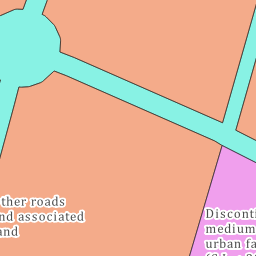 ther roads
nd associated
and
Disconti
medium
urban fa